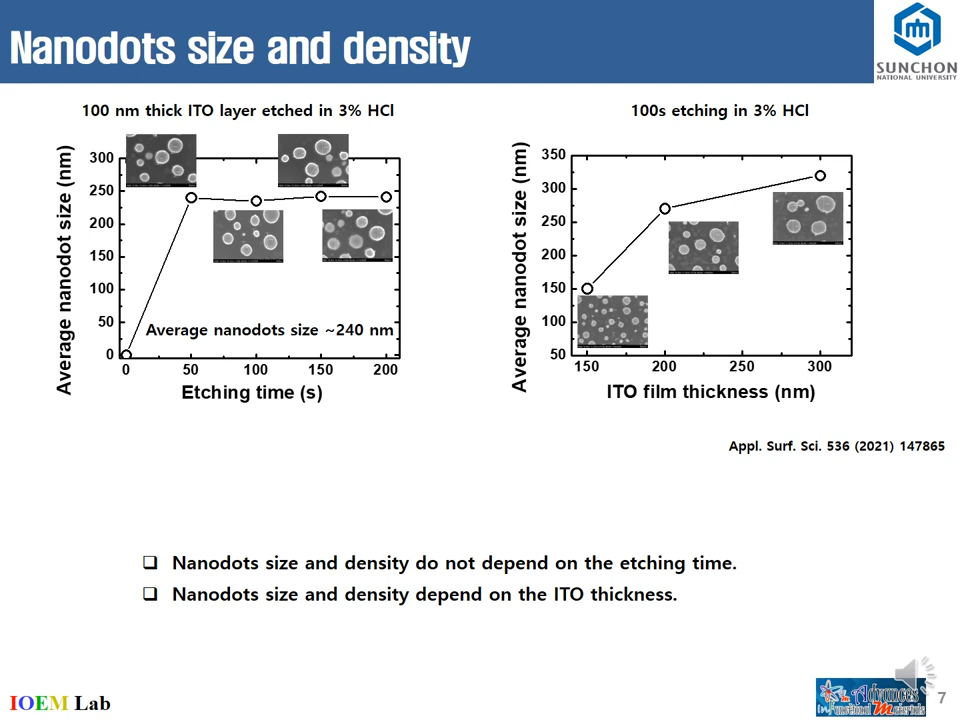 Nanodots size and density
SUNCHON
NATIONAL UNIVERSITY
100 nm thick ITO layer etched in 3% HCl
Average nanodot size (nm)
300
250
200
150
100
50
0
Average nanodots size ~240 nm
0 50 100 150 200
Etching time (s)
100s etching in 3% HCl
Average nanodot size (nm)
350
300
250
200
150
100
50
150 200 250 300
ITO film thickness (nm)
Appl. Surf. Sci. 536 (2021) 147865
❑ Nanodots size and density do not depend on the etching time.
❑ Nanodots size and density depend on the ITO thickness.
IOEM Lab
Advances
in Functional Materials
7